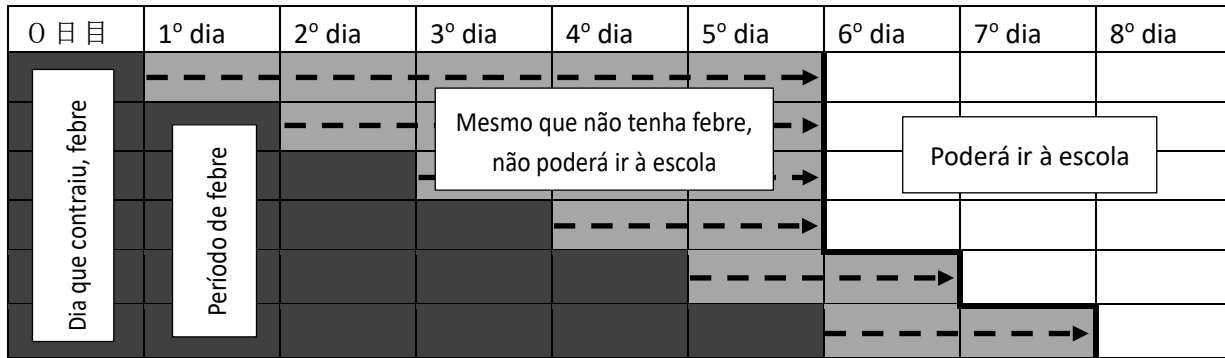 0日目 1º dia 2º dia 3º dia 4º dia 5º dia 6º dia 7º dia 8º dia
Dia que contraiu, febre
Período de febre
Mesmo que não tenha febre,
não poderá ir à escola
Poderá ir à escola